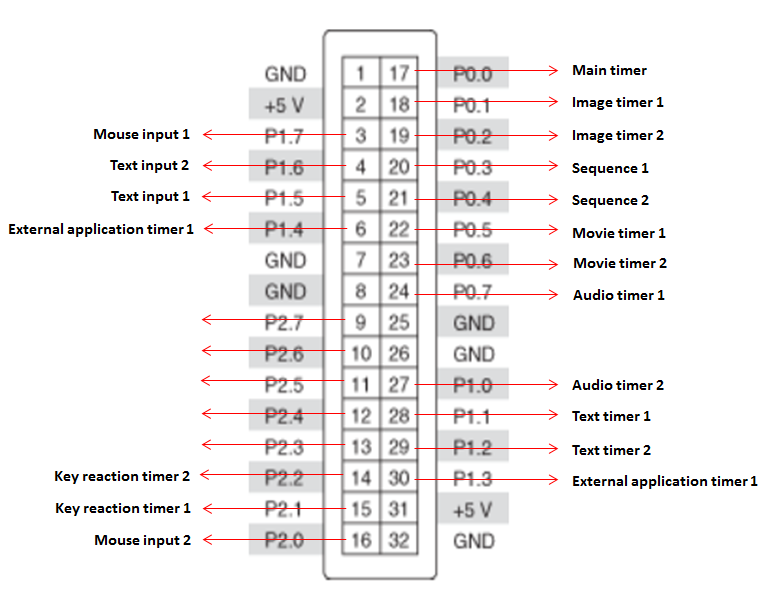 GND 1 17 P0.0 Main timer
+5 V 2 18 P0.1 Image timer 1
Mouse input 1 P1.7 3 19 P0.2 Image timer 2
Text input 2 P1.6 4 20 P0.3 Sequence 1
Text input 1 P1.5 5 21 P0.4 Sequence 2
External application timer 1 P1.4 6 22 P0.5 Movie timer 1
GND 7 23 P0.6 Movie timer 2
GND 8 24 P0.7 Audio timer 1
P2.7 9 25 GND
P2.6 10 26 GND
P2.5 11 27 P1.0 Audio timer 2
P2.4 12 28 P1.1 Text timer 1
P2.3 13 29 P1.2 Text timer 2
Key reaction timer 2 P2.2 14 30 P1.3 External application timer 1
Key reaction timer 1 P2.1 15 31 +5 V
Mouse input 2 P2.0 16 32 GND